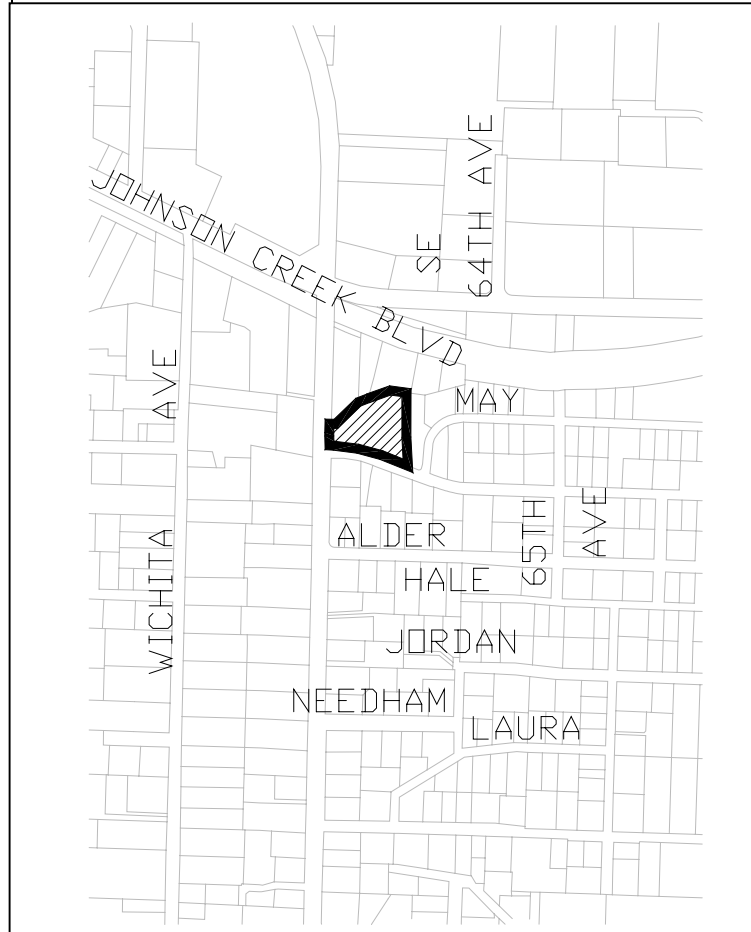 JOHNSON CREEK BLVD
SE
64TH AVE
WICHITA AVE
MAY
65TH AVE
ALDER
HALE
JORDAN
NEEDHAM
LAURA